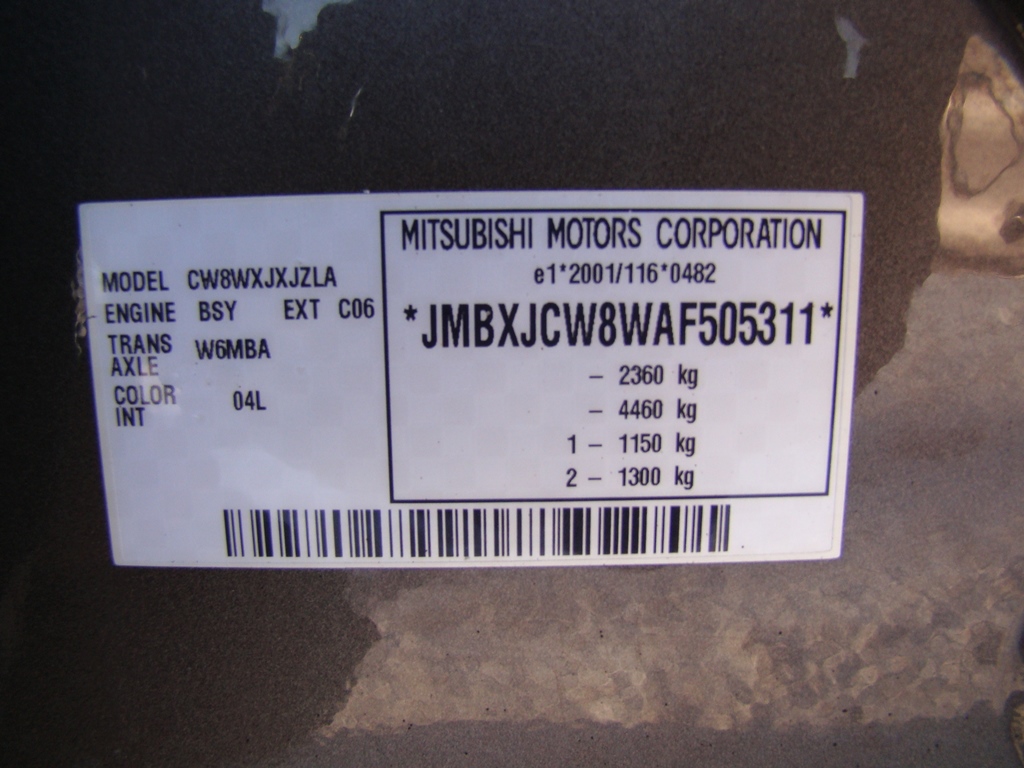 MODEL CW8WXJXJZLA
ENGINE BSY EXT C06
TRANS AXLE W6MBA
COLOR INT 04L
MITSUBISHI MOTORS CORPORATION
e1*2001/116*0482
*JMBXJCW8WAF505311*
– 2360 kg
– 4460 kg
1 – 1150 kg
2 – 1300 kg